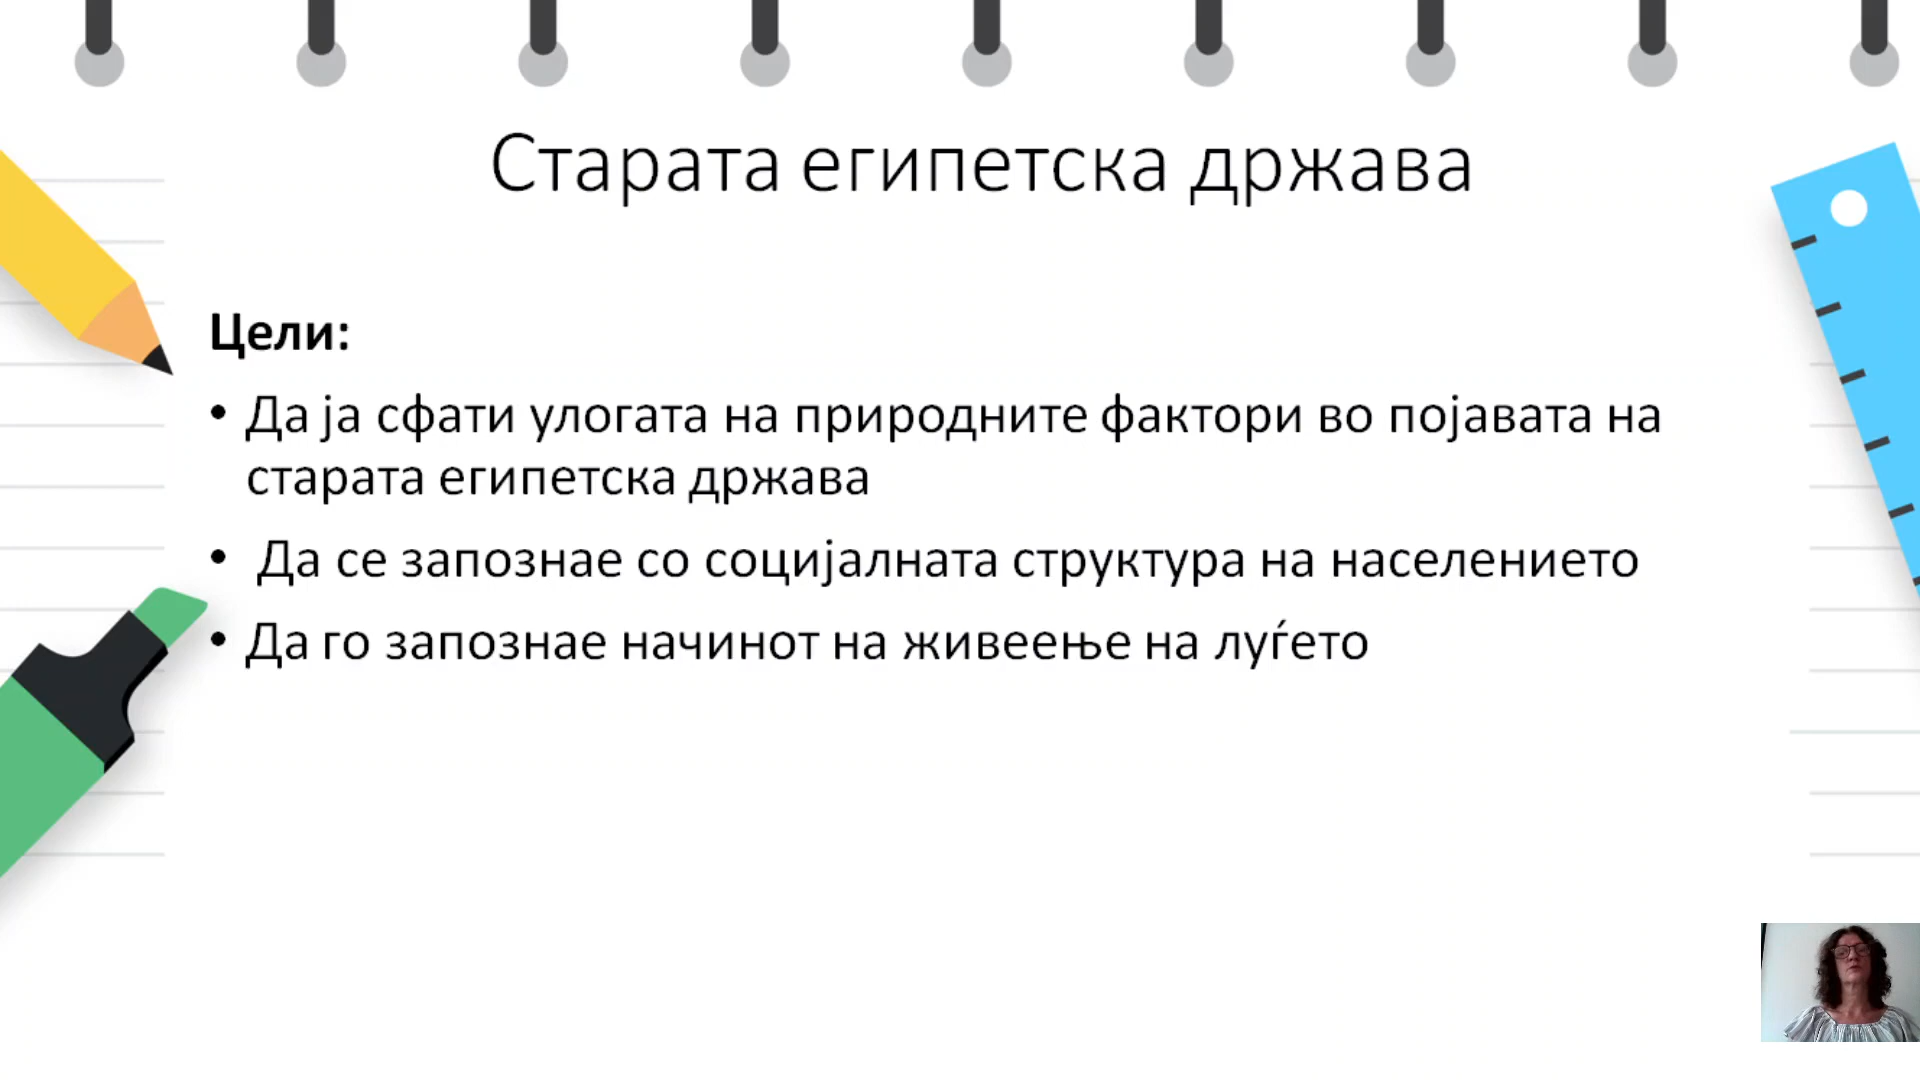 Старата египетска држава
Цели:
• Да ја сфати улогата на природните фактори во појавата на
старата египетска држава
• Да се запознае со социјалната структура на населението
• Да го запознае начинот на живеење на луѓето